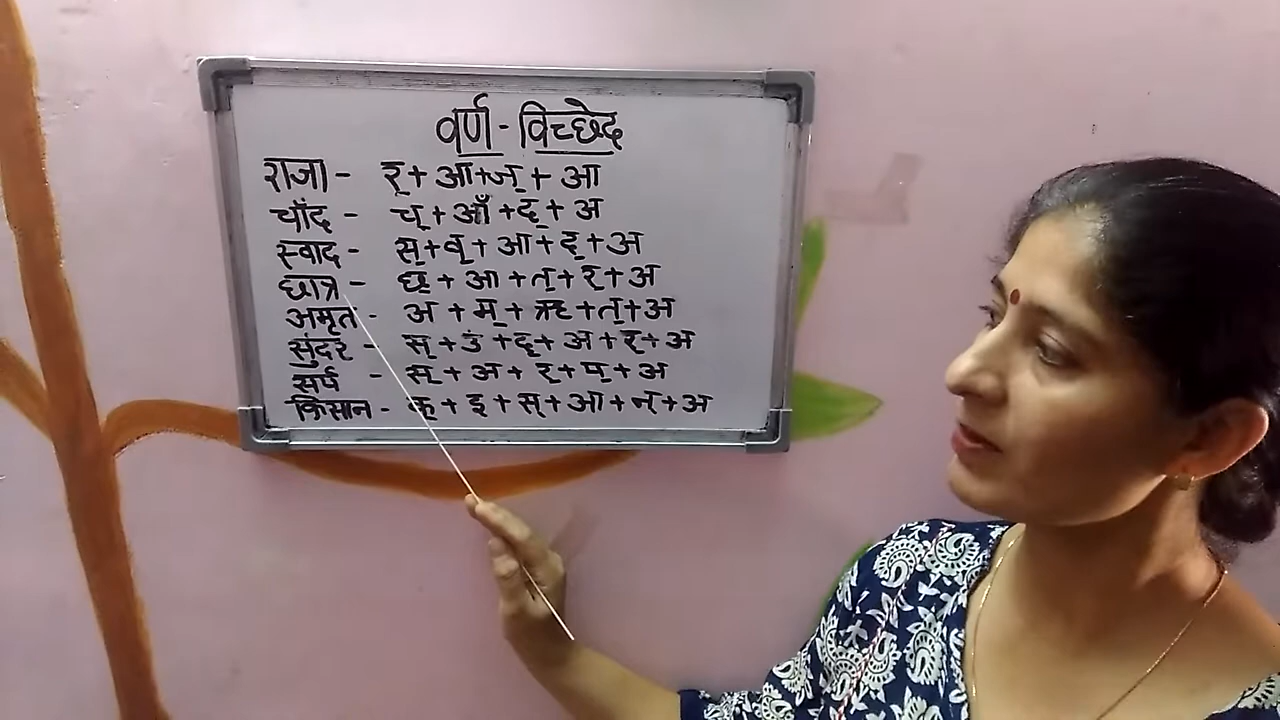 वर्ण - विच्छेद
राजा - र् + आ + ज् + आ
चाँद - च् + आँ + द् + अ
स्वाद - स् + व् + आ + द् + अ
छात्र - छ् + आ + त् + र् + अ
अमृत - अ + म् + ऋ + त् + अ
सुंदर - स् + उं + द् + अ + र् + अ
सर्प - स् + अ + र् + प् + अ
किसान - क् + इ + स् + आ + न् + अ